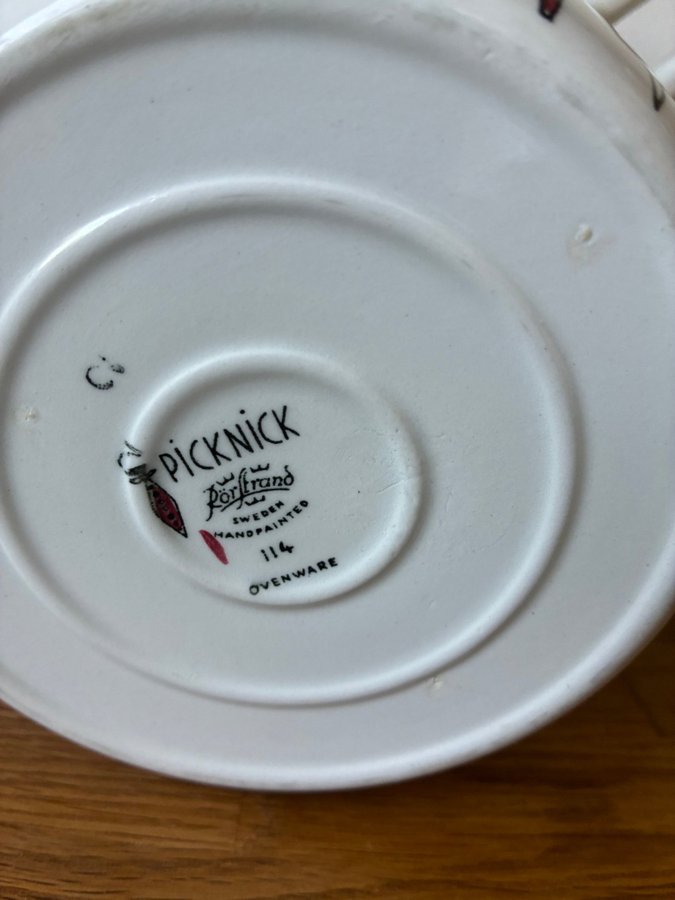 PICKNICK
Rörstrand
SWEDEN
HANDPAINTED
114
OVENWARE